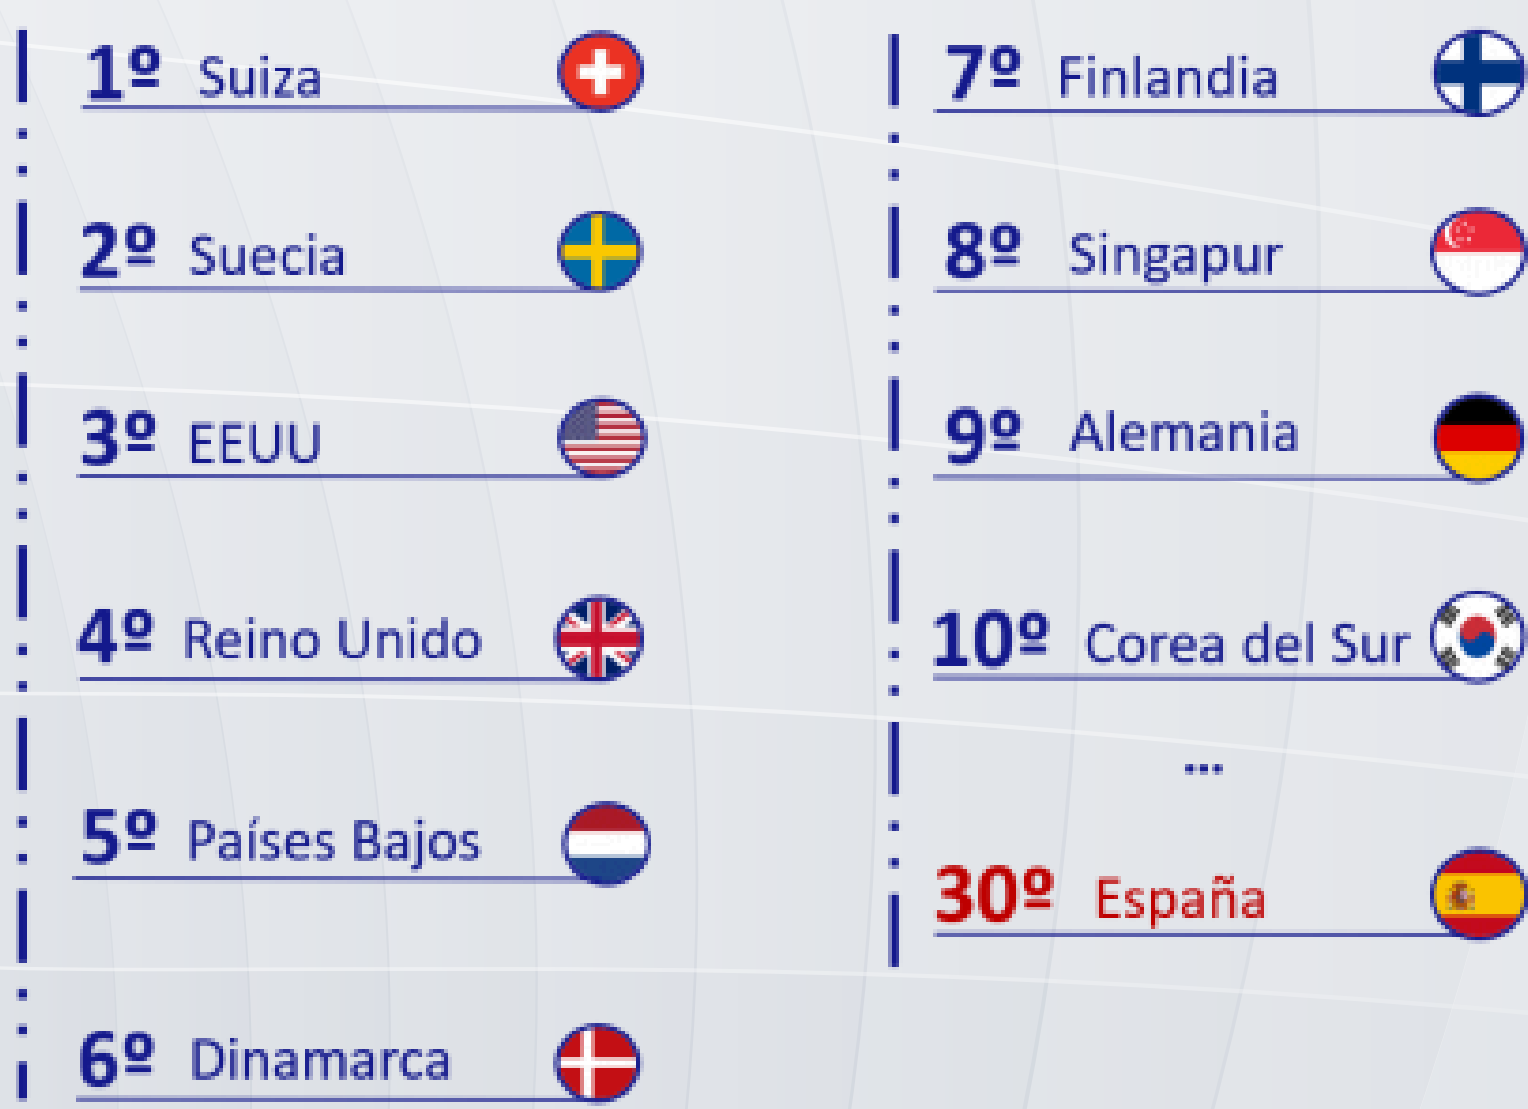 1º Suiza
2º Suecia
3º EEUU
4º Reino Unido
5º Países Bajos
6º Dinamarca
7º Finlandia
8º Singapur
9º Alemania
10º Corea del Sur
...
30º España